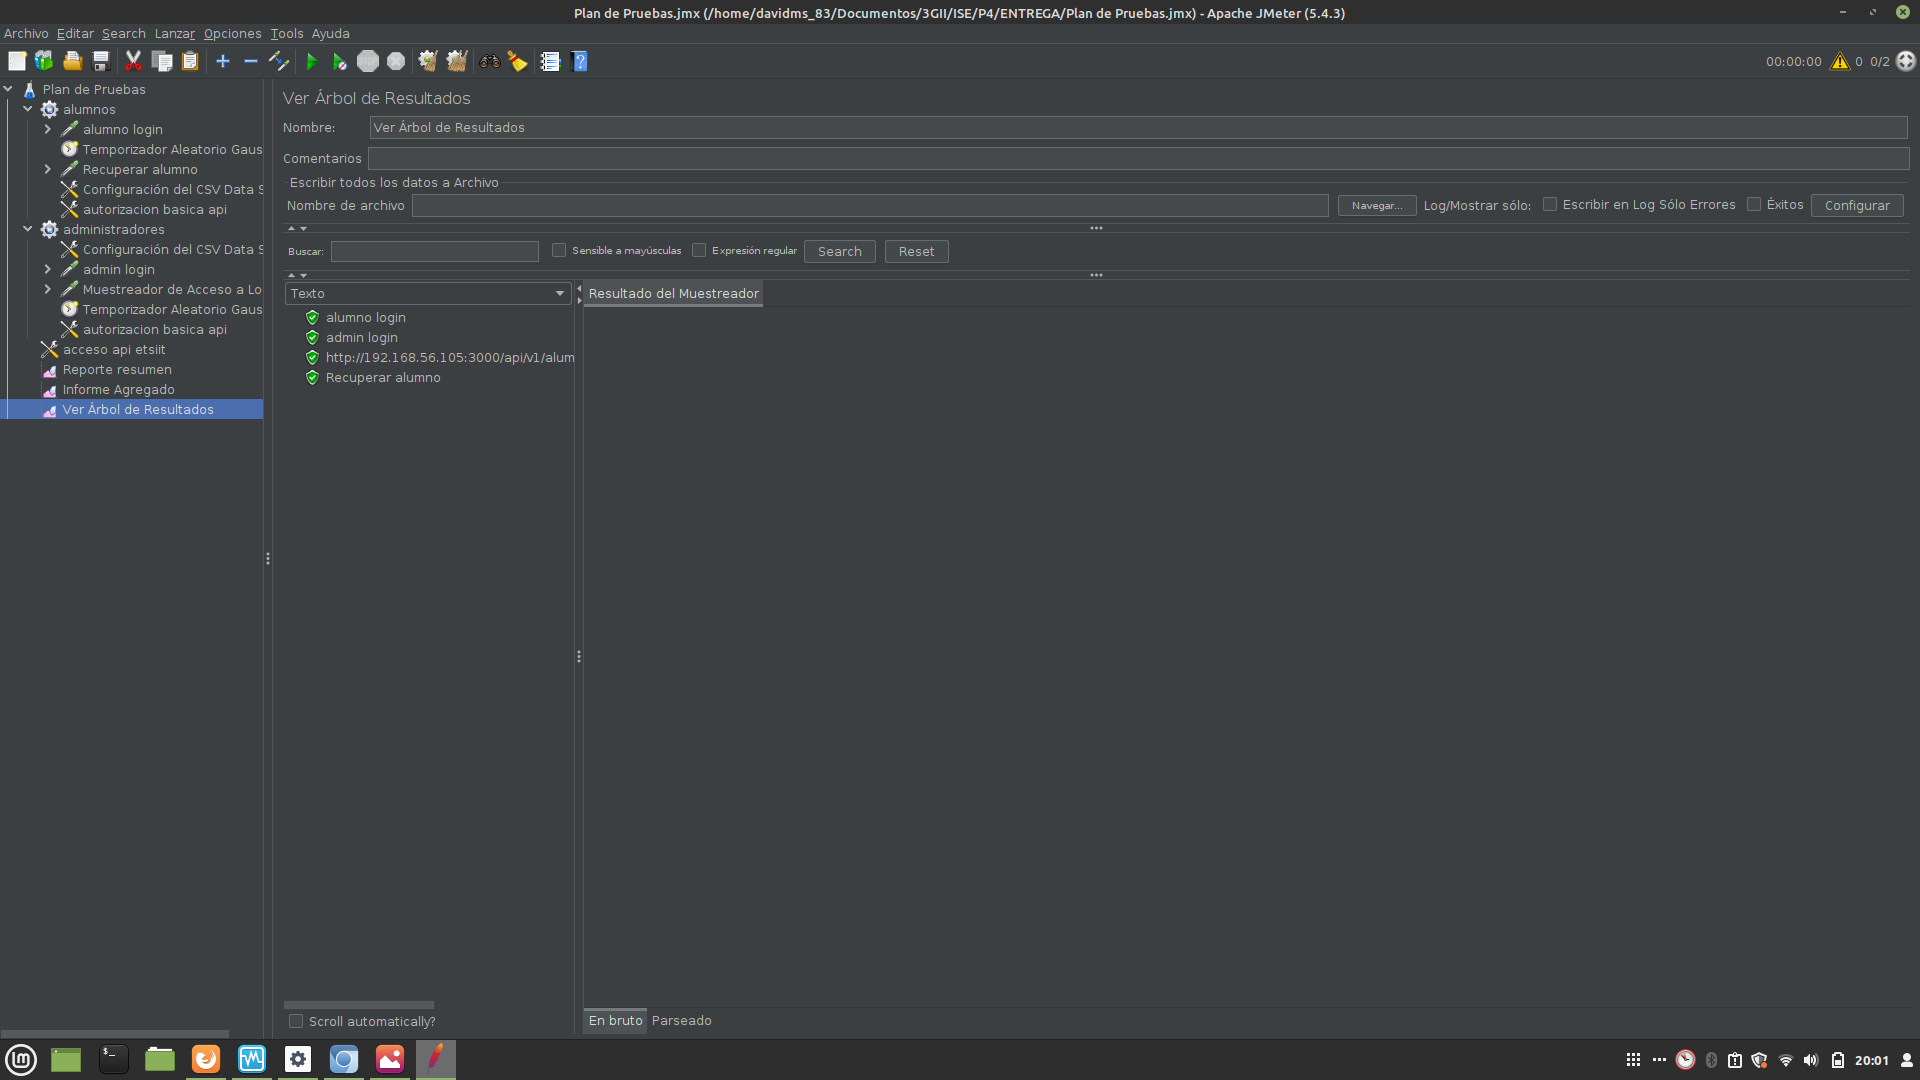 Plan de Pruebas.jmx (/home/davidms_83/Documentos/3GII/ISE/P4/ENTREGA/Plan de Pruebas.jmx) - Apache JMeter (5.4.3)
Archivo Editar Search Lanzar Opciones Tools Ayuda
00:00:00 0 0/2
Plan de Pruebas
alumnos
alumno login
Temporizador Aleatorio Gaus
Recuperar alumno
Configuración del CSV Data S
autorizacion basica api
administradores
Configuración del CSV Data S
admin login
Muestreador de Acceso a Lo
Temporizador Aleatorio Gaus
autorizacion basica api
acceso api etsiit
Reporte resumen
Informe Agregado
Ver Árbol de Resultados
Ver Árbol de Resultados
Nombre: Ver Árbol de Resultados
Comentarios
Escribir todos los datos a Archivo
Nombre de archivo Navegar... Log/Mostrar sólo: Escribir en Log Sólo Errores Éxitos Configurar
Buscar: Sensible a mayúsculas Expresión regular Search Reset
Texto
alumno login
admin login
http://192.168.56.105:3000/api/v1/alum
Recuperar alumno
Scroll automatically?
Resultado del Muestreador
En bruto Parseado
20:01